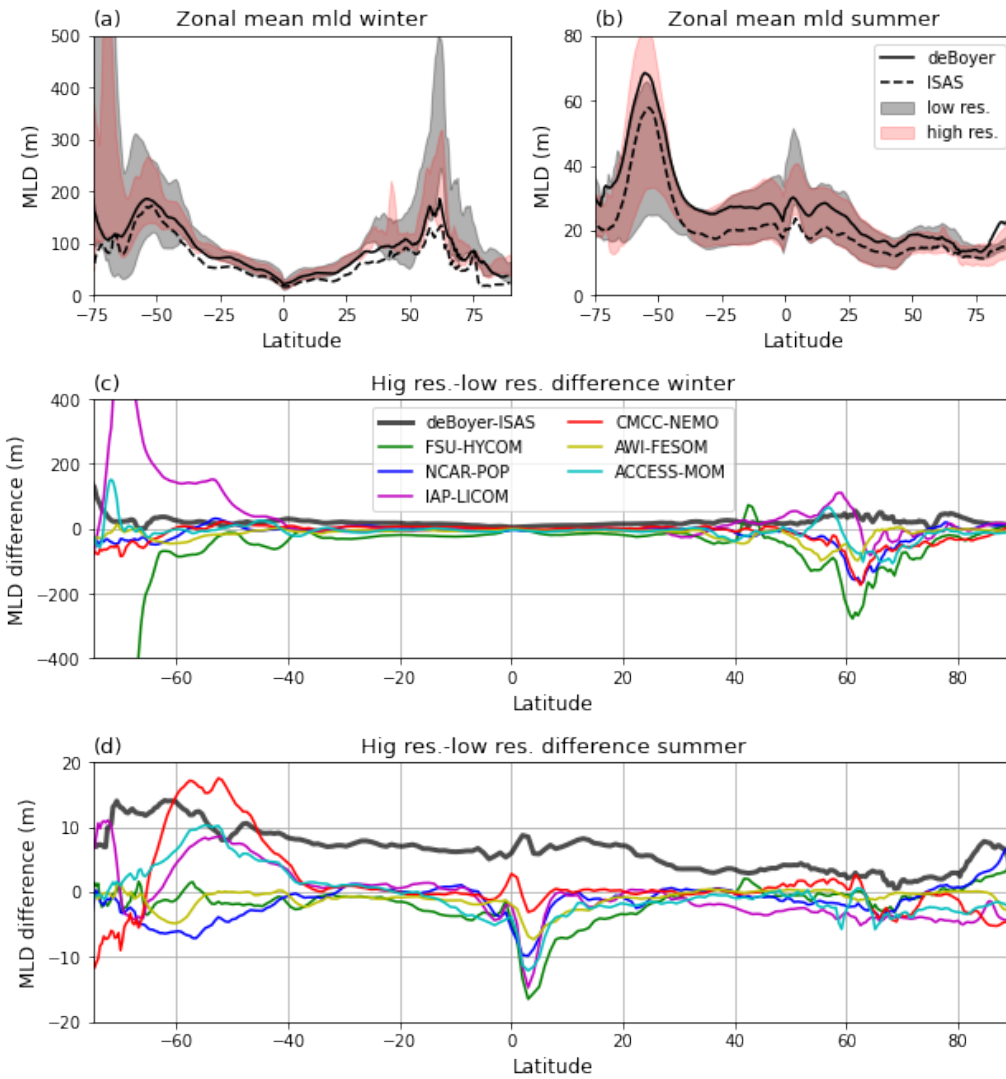 (a) Zonal mean mld winter
500
400
300
200
100
0
MLD (m)
−75 −50 −25 0 25 50 75
Latitude
(b) Zonal mean mld summer
80
60
40
20
0
MLD (m)
deBoyer
ISAS
low res.
high res.
−75 −50 −25 0 25 50 75
Latitude
(c) Hig res.-low res. difference winter
400
200
0
−200
−400
MLD difference (m)
deBoyer-ISAS CMCC-NEMO
FSU-HYCOM AWI-FESOM
NCAR-POP ACCESS-MOM
IAP-LICOM
−60 −40 −20 0 20 40 60 80
Latitude
(d) Hig res.-low res. difference summer
20
10
0
−10
−20
MLD difference (m)
−60 −40 −20 0 20 40 60 80
Latitude